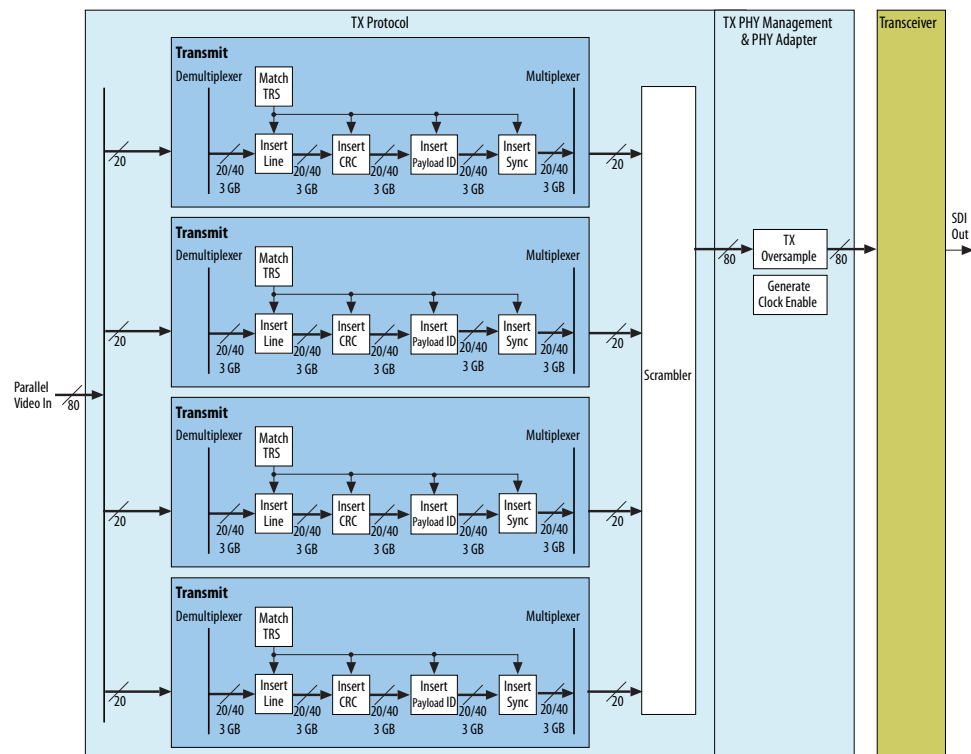 TX Protocol
TX PHY Management
& PHY Adapter
Transceiver
Transmit
Demultiplexer
Match
TRS
Multiplexer
Insert
Line
Insert
CRC
Insert
Payload ID
Insert
Sync
20
20/40
3 GB
20/40
3 GB
20/40
3 GB
20/40
3 GB
20/40
3 GB
20
Transmit
Demultiplexer
Match
TRS
Multiplexer
Insert
Line
Insert
CRC
Insert
Payload ID
Insert
Sync
20
20/40
3 GB
20/40
3 GB
20/40
3 GB
20/40
3 GB
20/40
3 GB
20
Parallel
Video In
80
Transmit
Demultiplexer
Match
TRS
Multiplexer
Insert
Line
Insert
CRC
Insert
Payload ID
Insert
Sync
20
20/40
3 GB
20/40
3 GB
20/40
3 GB
20/40
3 GB
20/40
3 GB
20
Transmit
Demultiplexer
Match
TRS
Multiplexer
Insert
Line
Insert
CRC
Insert
Payload ID
Insert
Sync
20
20/40
3 GB
20/40
3 GB
20/40
3 GB
20/40
3 GB
20/40
3 GB
20
Scrambler
80
TX
Oversample
80
Generate
Clock Enable
SDI
Out